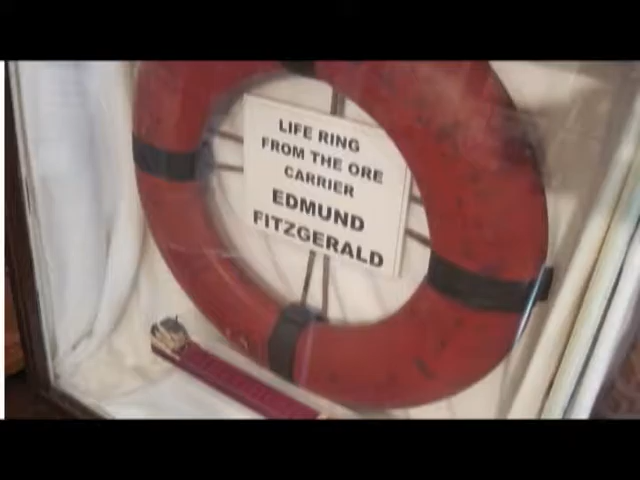 LIFE RING
FROM THE ORE
CARRIER
EDMUND
FITZGERALD